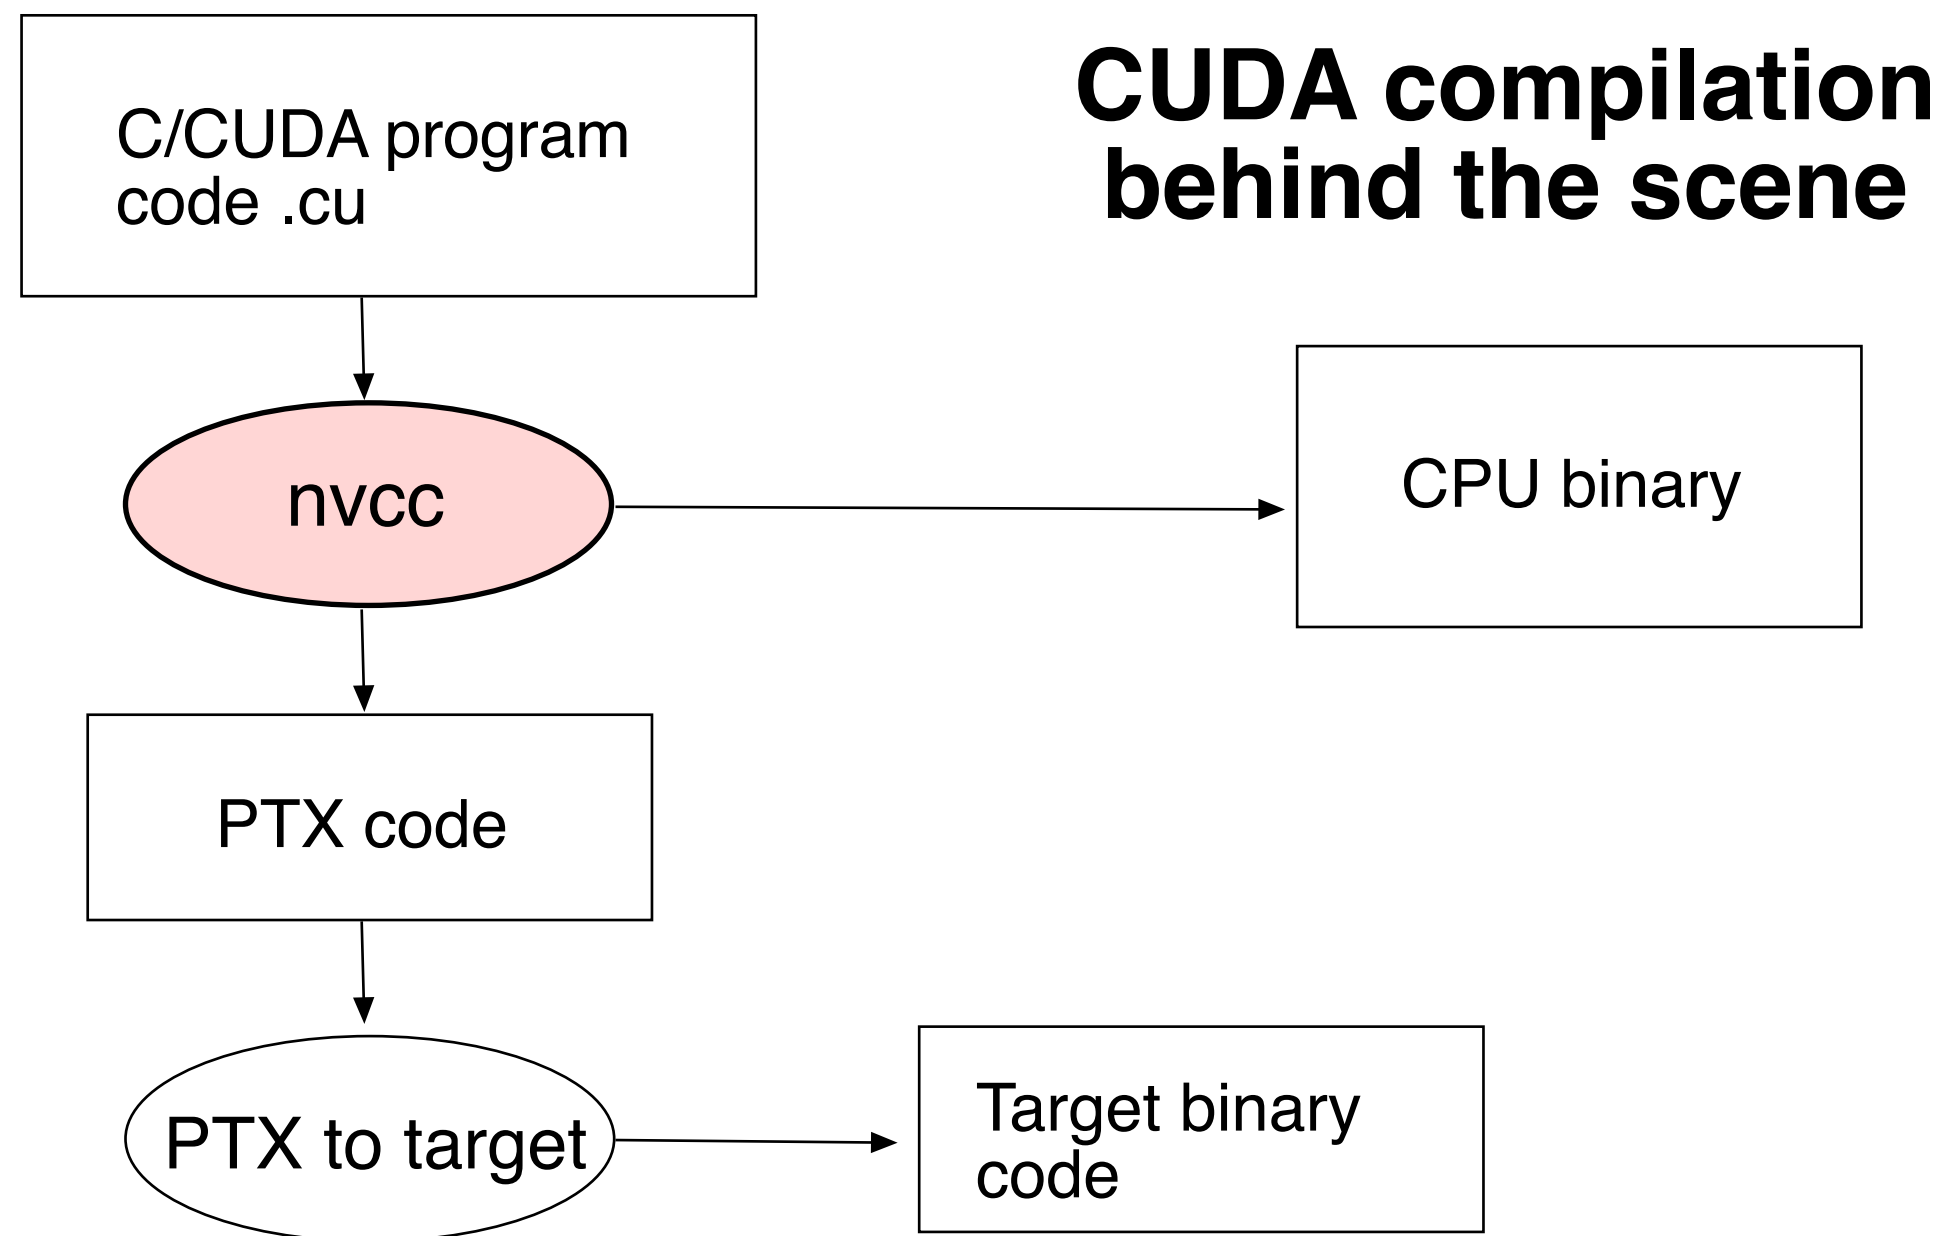 CUDA compilation
behind the scene
C/CUDA program
code .cu
nvcc
CPU binary
PTX code
PTX to target
Target binary
code